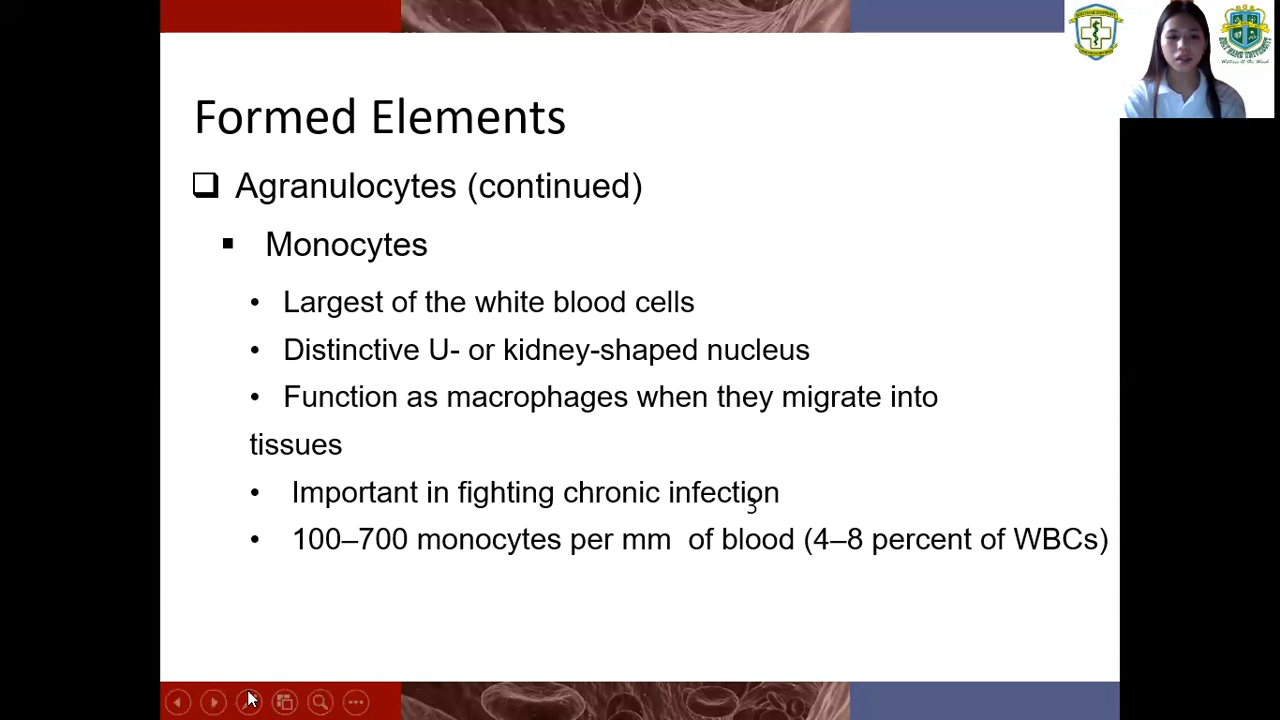 Formed Elements
❑ Agranulocytes (continued)
▪ Monocytes
• Largest of the white blood cells
• Distinctive U- or kidney-shaped nucleus
• Function as macrophages when they migrate into
tissues
• Important in fighting chronic infection
3
• 100–700 monocytes per mm of blood (4–8 percent of WBCs)